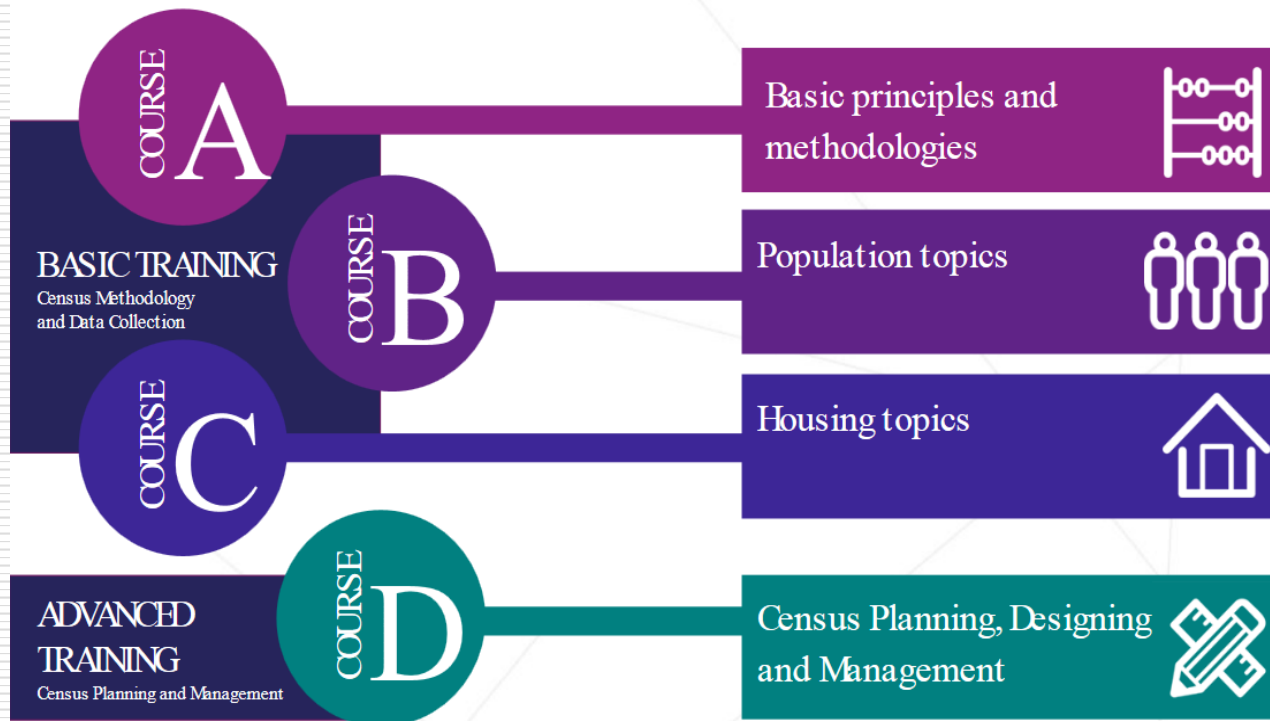 COURSE
A
Basic principles and
methodologies
BASIC TRAINING
Census Methodology
and Data Collection
COURSE
B
Population topics
COURSE
C
Housing topics
ADVANCED
TRAINING
Census Planning and Management
COURSE
D
Census Planning, Designing
and Management